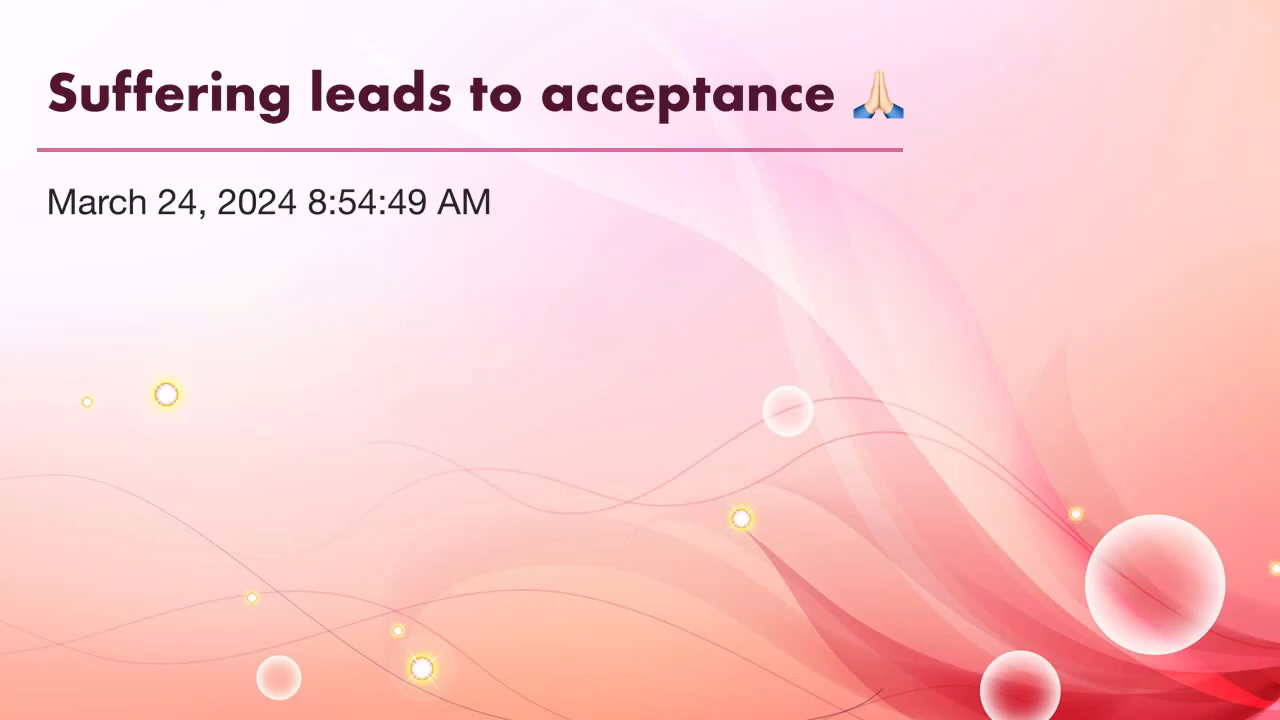 Suffering leads to acceptance 🙏🏼
March 24, 2024 8:54:49 AM